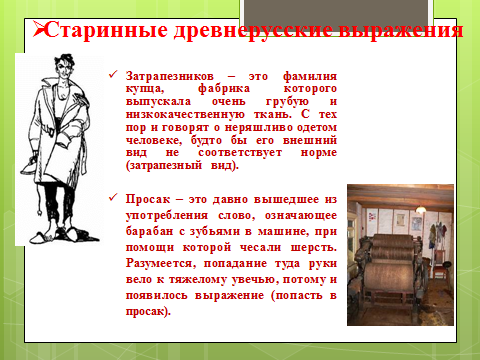 Старинные древнерусские выражения
Затрапезников – это фамилия
купца, фабрика которого
выпускала очень грубую и
низкокачественную ткань. С тех
пор и говорят о неряшливо одетом
человеке, будто бы его внешний
вид не соответствует норме
(затрапезный вид).
Просак – это давно вышедшее из
употребления слово, означающее
барабан с зубьями в машине, при
помощи которой чесали шерсть.
Разумеется, попадание туда руки
вело к тяжелому увечью, потому и
появилось выражение (попасть в
просак).